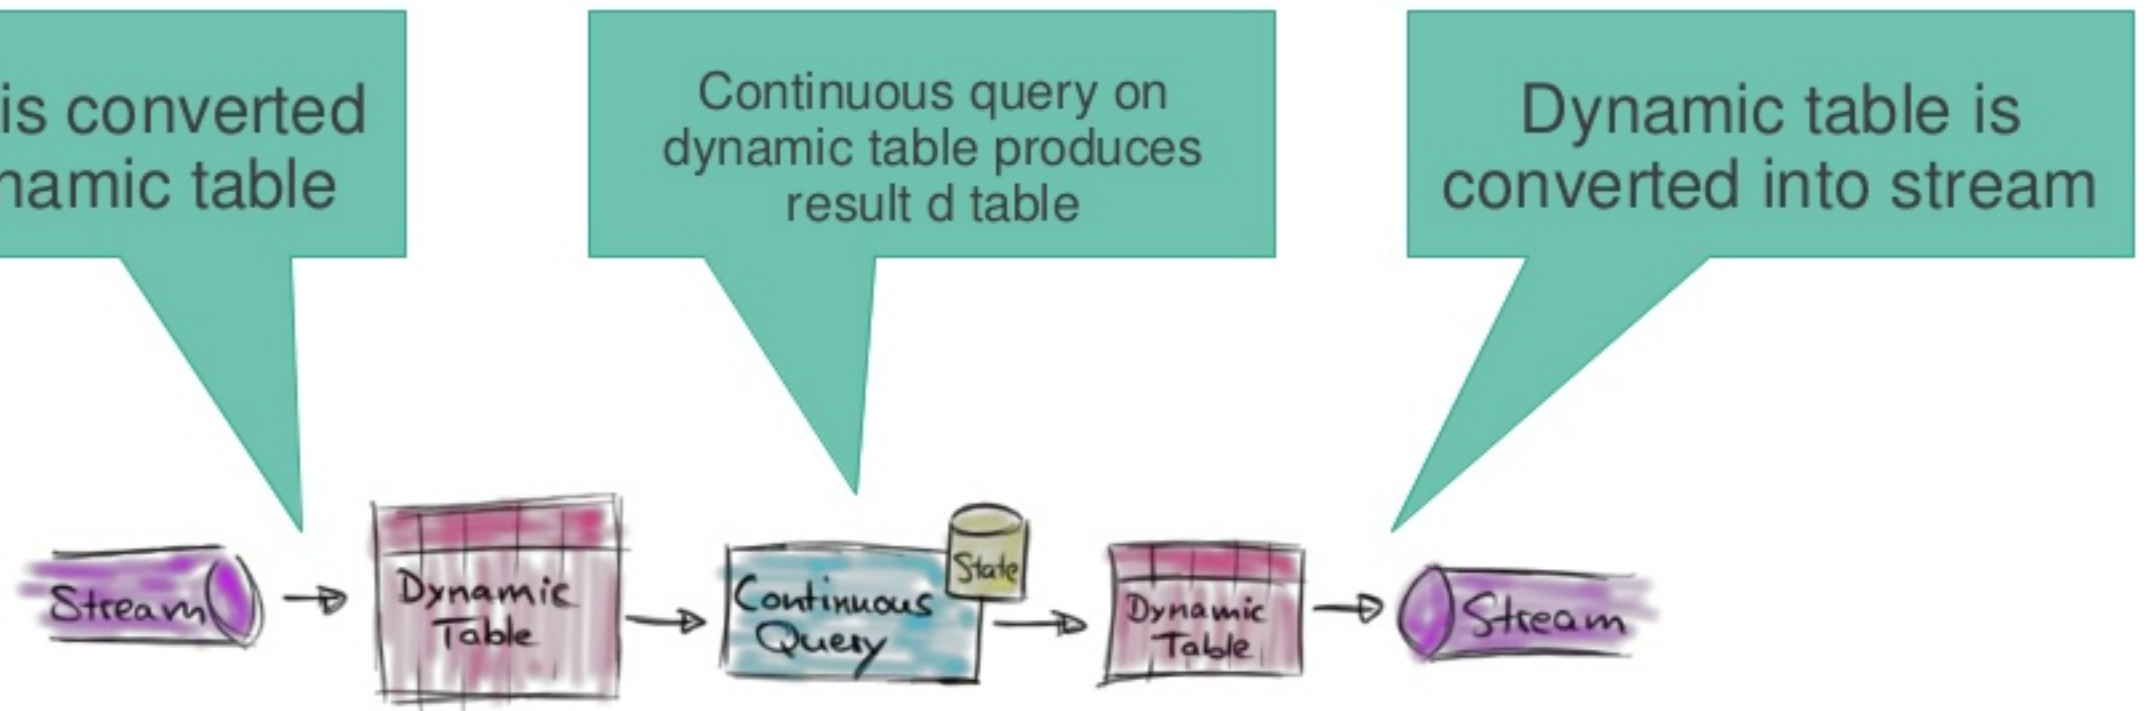 is converted
namic table
Continuous query on
dynamic table produces
result d table
Dynamic table is
converted into stream
Stream
Dynamic
Table
Continuous
Query
State
Dynamic
Table
Stream